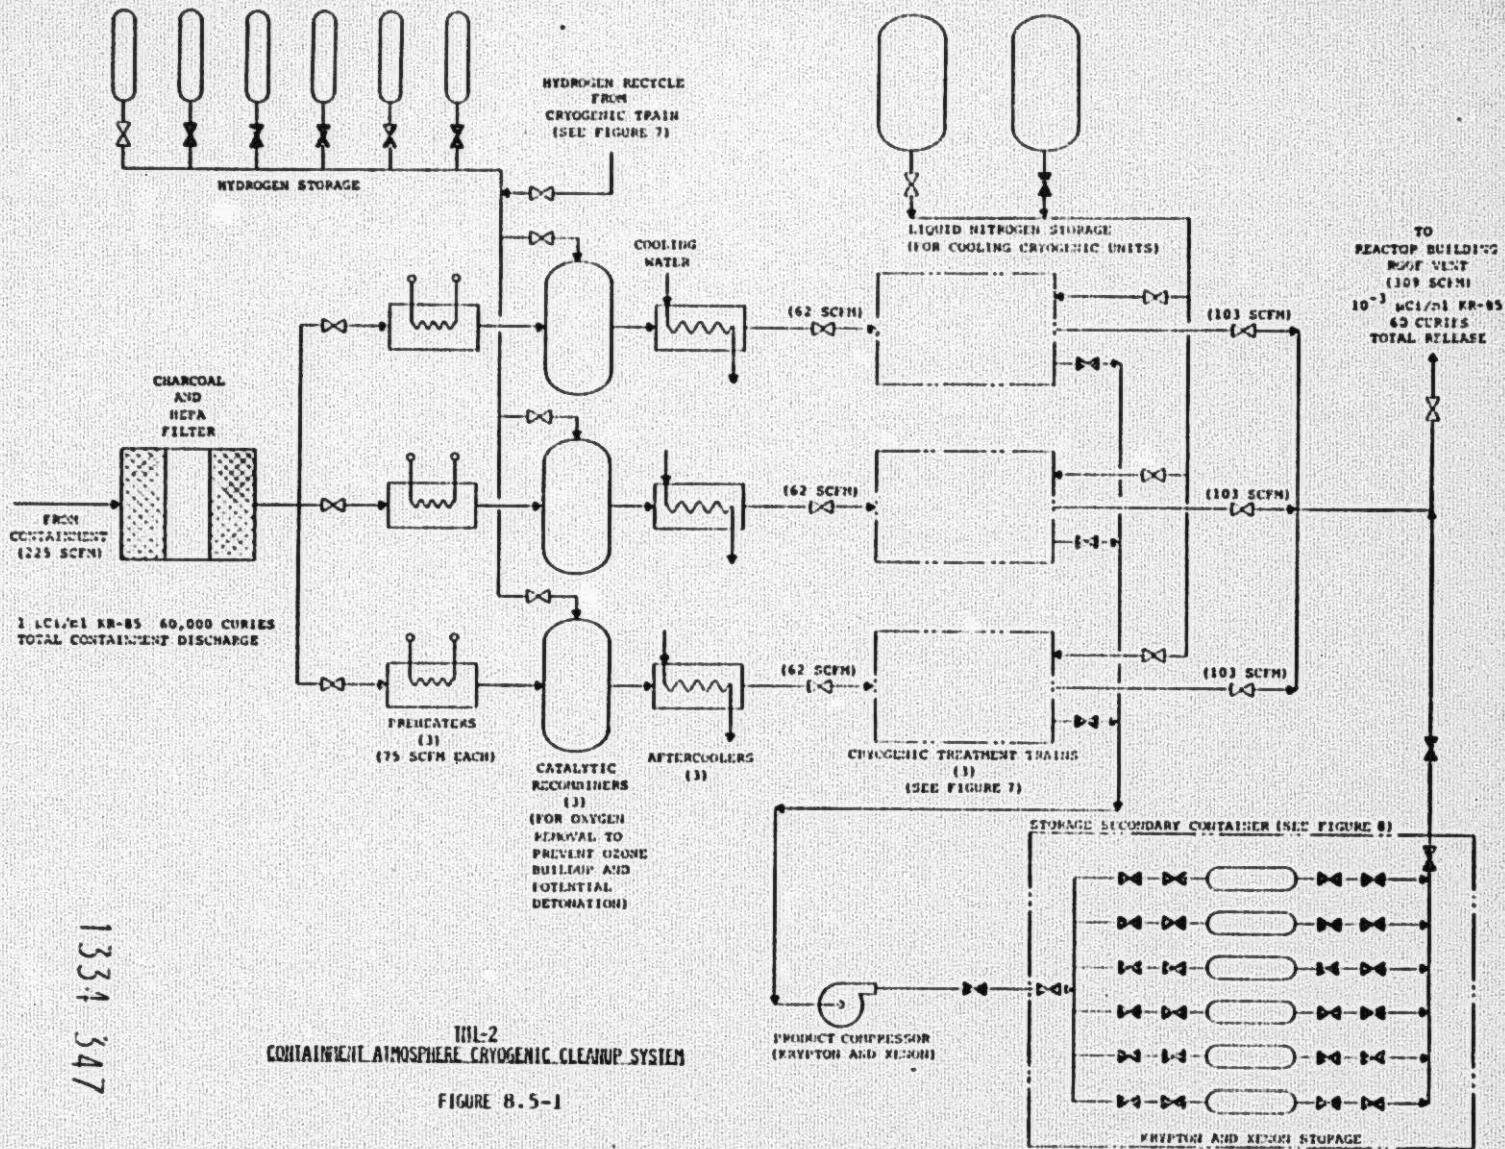 HYDROGEN RECYCLE
FROM
CRYOGENIC TRAIN
(SEE FIGURE 7)
HYDROGEN STORAGE
LIQUID NITROGEN STORAGE
(FOR COOLING CRYOGENIC UNITS)
COOLING
WATER
TO
REACTOR BUILDING
ROOF VENT
(309 SCFM)
10⁻³ μCi/ml KR-85
60 CURIES
TOTAL RELEASE
(62 SCFM)
(103 SCFM)
CHARCOAL
AND
HEPA
FILTER
(62 SCFM)
(103 SCFM)
FROM
CONTAINMENT
(225 SCFM)
1 μCi/ml KR-85 60,000 CURIES
TOTAL CONTAINMENT DISCHARGE
(62 SCFM)
(103 SCFM)
PREHEATERS
(3)
(75 SCFM EACH)
CATALYTIC
RECOMBINERS
(3)
(FOR OXYGEN
REMOVAL TO
PREVENT OZONE
BUILDUP AND
POTENTIAL
DETONATION)
AFTERCOOLERS
(3)
CRYOGENIC TREATMENT TRAINS
(3)
(SEE FIGURE 7)
STORAGE SECONDARY CONTAINER (SEE FIGURE 8)
PRODUCT COMPRESSOR
(KRYPTON AND XENON)
KRYPTON AND XENON STORAGE
TMI-2
CONTAINMENT ATMOSPHERE CRYOGENIC CLEANUP SYSTEM
FIGURE 8.5-1
1334 347